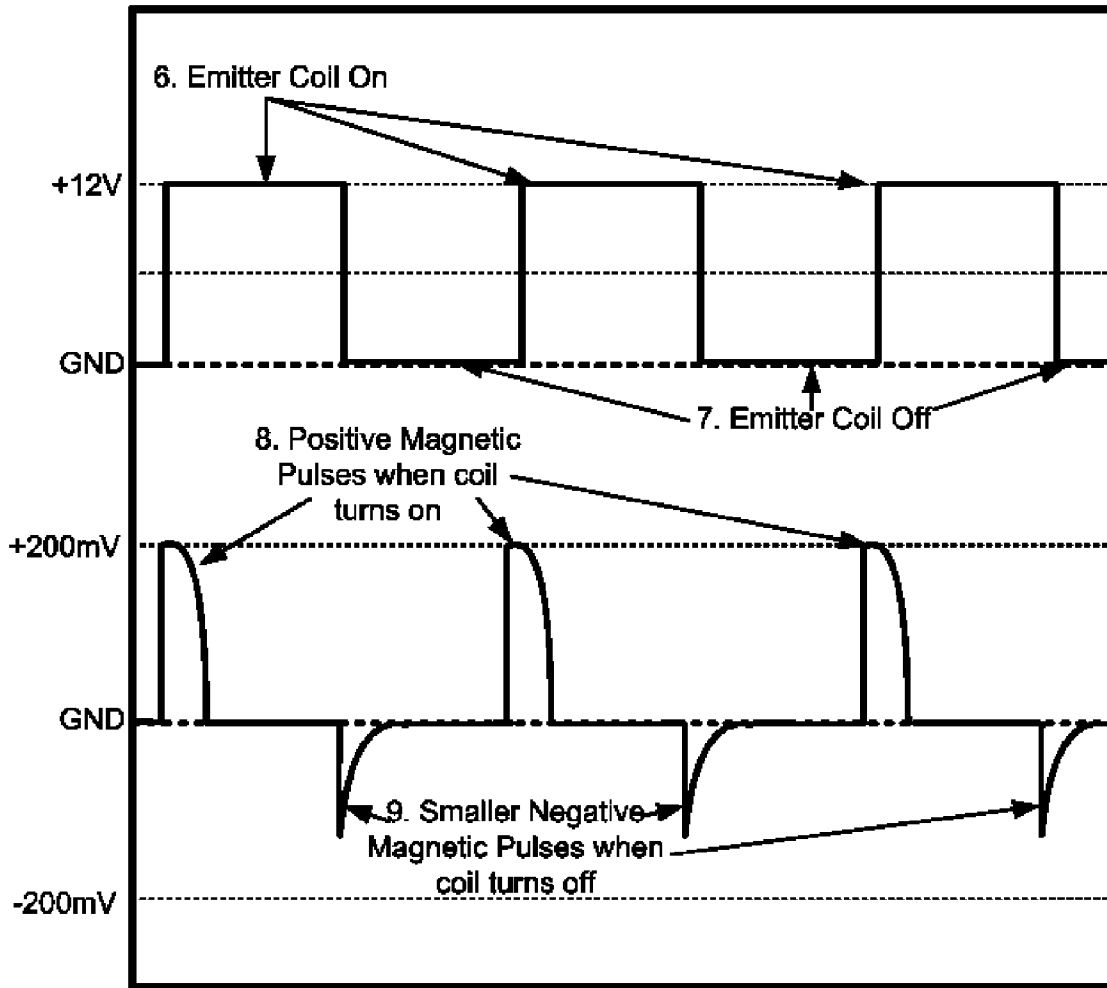 6. Emitter Coil On
+12V
GND
7. Emitter Coil Off
8. Positive Magnetic
Pulses when coil
turns on
+200mV
GND
9. Smaller Negative
Magnetic Pulses when
coil turns off
-200mV